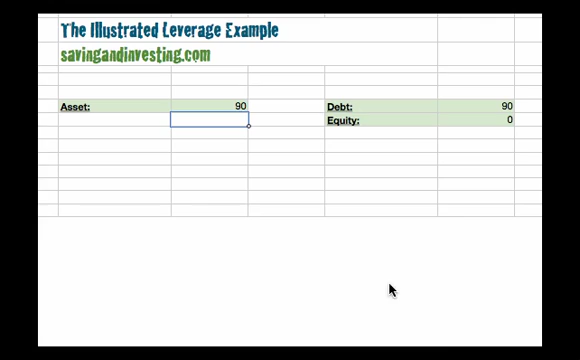 The Illustrated Leverage Example
savingandinvesting.com
Asset: 90 Debt: 90
Equity: 0